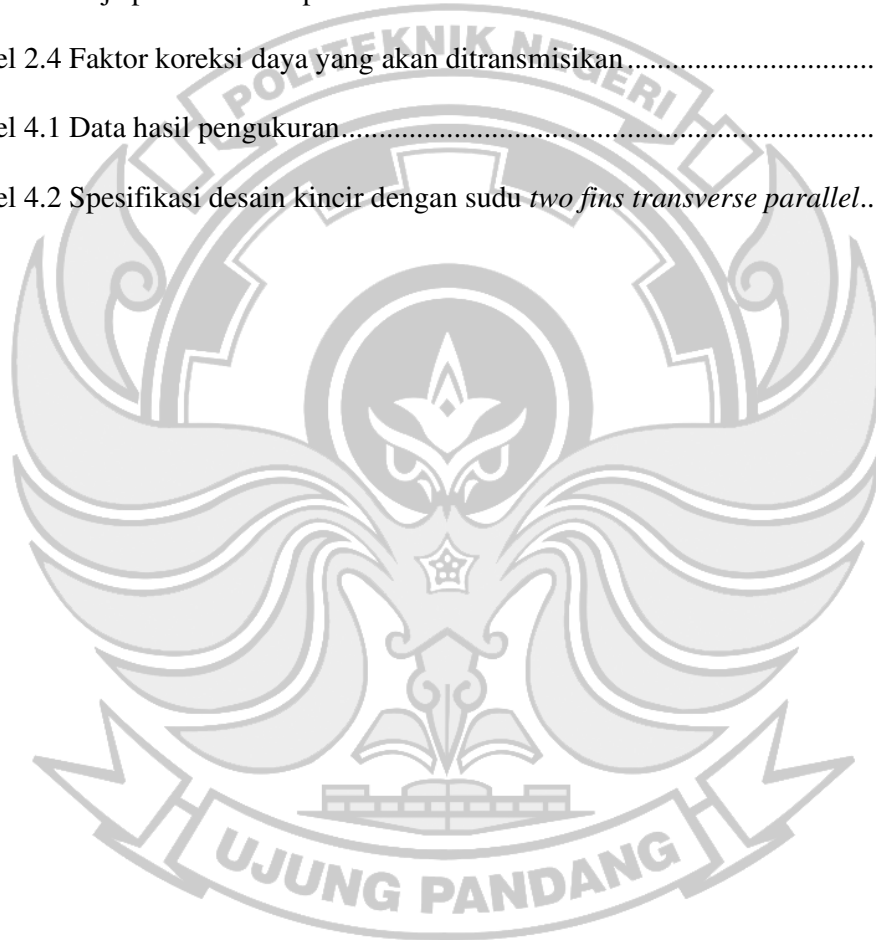 el 2.4 Faktor koreksi daya yang akan ditransmisikan...............................
el 4.1 Data hasil pengukuran.....................................................................
el 4.2 Spesifikasi desain kincir dengan sudu two fins transverse parallel..
POLITEKNIK NEGERI
UJUNG PANDANG